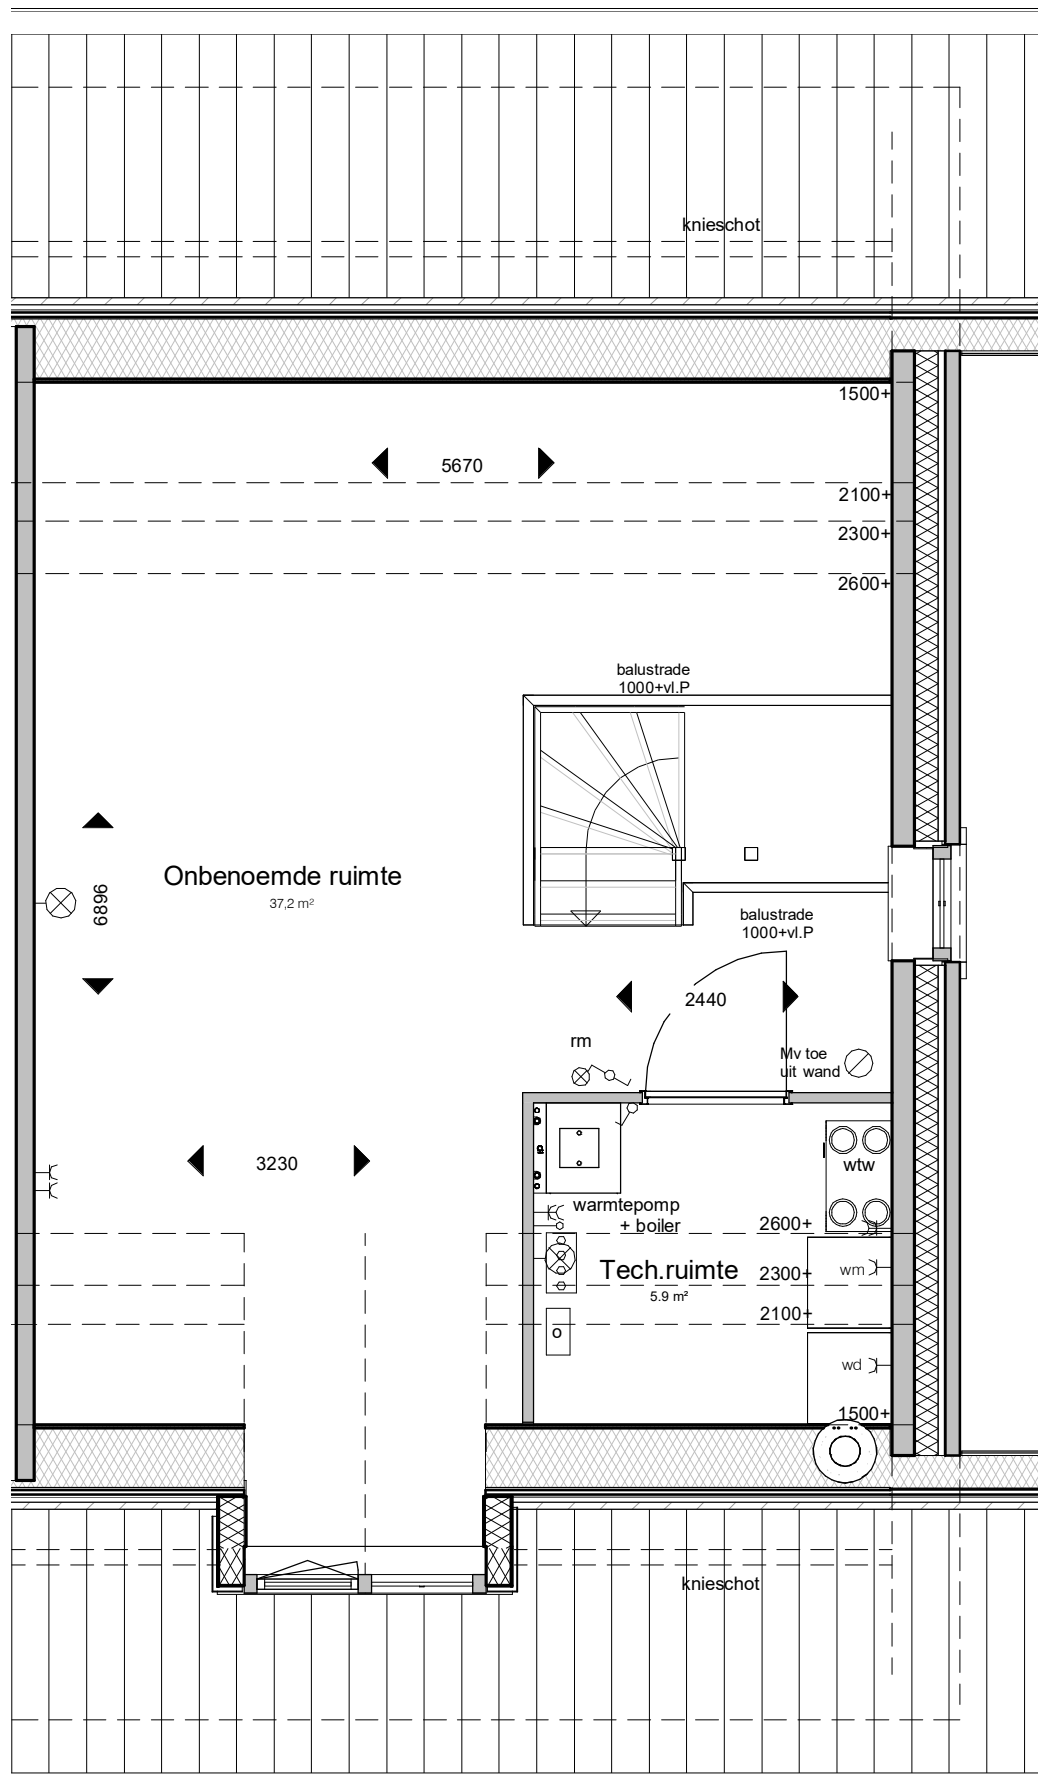 knieschot
1500+
5670
2100+
2300+
2600+
balustrade
1000+vl.P
Onbenoemde ruimte
37,2 m²
6896
balustrade
1000+vl.P
2440
rm
Mv toe
uit wand
3230
wtw
warmtepomp
+ boiler
2600+
Tech.ruimte
5.9 m²
2300+
wm
2100+
wd
1500+
knieschot